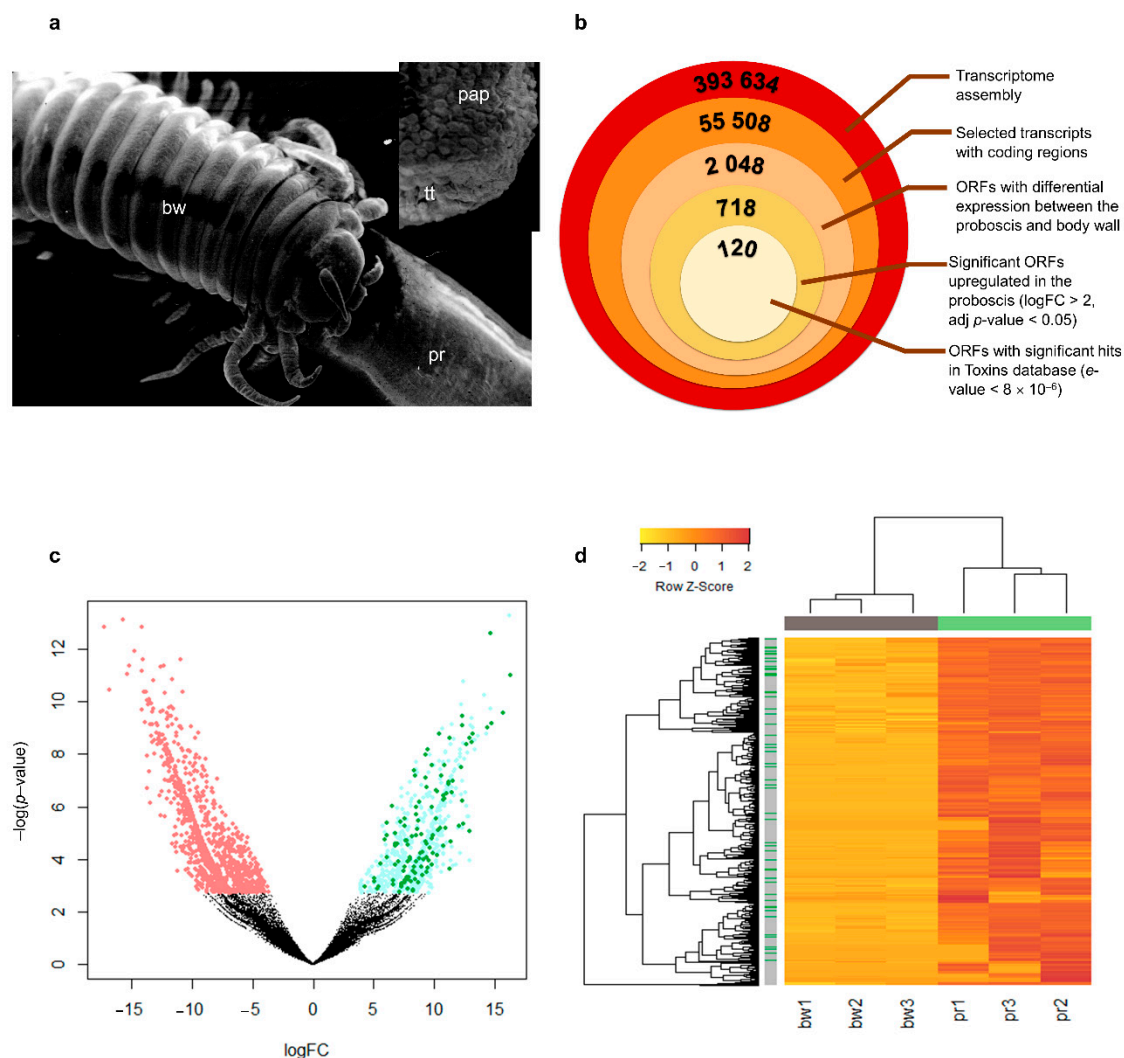 a
pap
tt
bw
pr
b
393 634
55 508
2 048
718
120
Transcriptome
assembly
Selected transcripts
with coding regions
ORFs with differential
expression between the
proboscis and body wall
Significant ORFs
upregulated in the
proboscis (logFC > 2,
adj p-value < 0.05)
ORFs with significant hits
in Toxins database (e-
value < 8 × 10⁻⁶)
c
−log(p−value)
12
10
8
6
4
2
0
−15
−10
−5
0
5
10
15
logFC
d
−2 −1 0 1 2
Row Z-Score
bw1
bw2
bw3
pr1
pr3
pr2